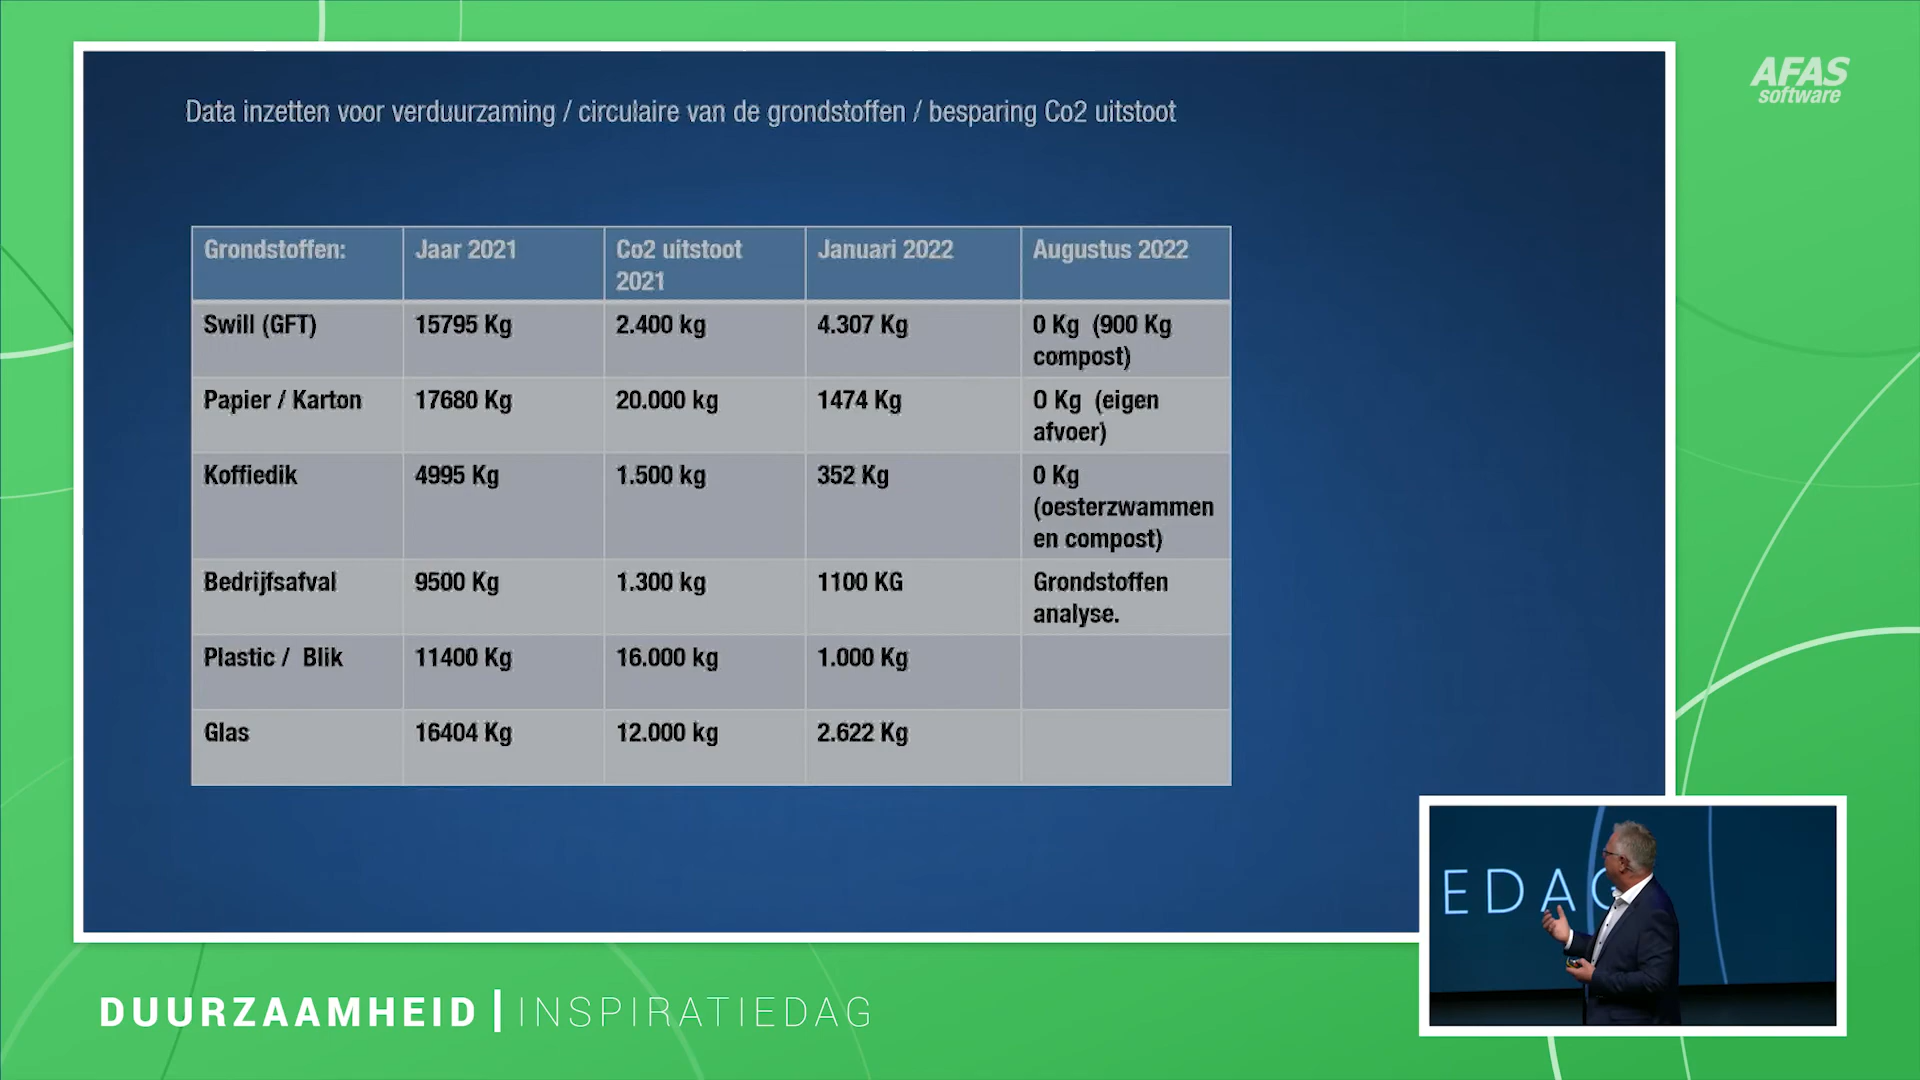 AFAS
software
Data inzetten voor verduurzaming / circulaire van de grondstoffen / besparing Co2 uitstoot
Grondstoffen: Jaar 2021 Co2 uitstoot 2021 Januari 2022 Augustus 2022
Swill (GFT) 15795 Kg 2.400 kg 4.307 Kg 0 Kg (900 Kg compost)
Papier / Karton 17680 Kg 20.000 kg 1474 Kg O Kg (eigen afvoer)
Koffiedik 4995 Kg 1.500 kg 352 Kg 0 Kg (oesterzwammen en compost)
Bedrijfsafval 9500 Kg 1.300 kg 1100 KG Grondstoffen analyse.
Plastic / Blik 11400 Kg 16.000 kg 1.000 Kg
Glas 16404 Kg 12.000 kg 2.622 Kg
EDAG
DUURZAAMHEID | INSPIRATIEDAG